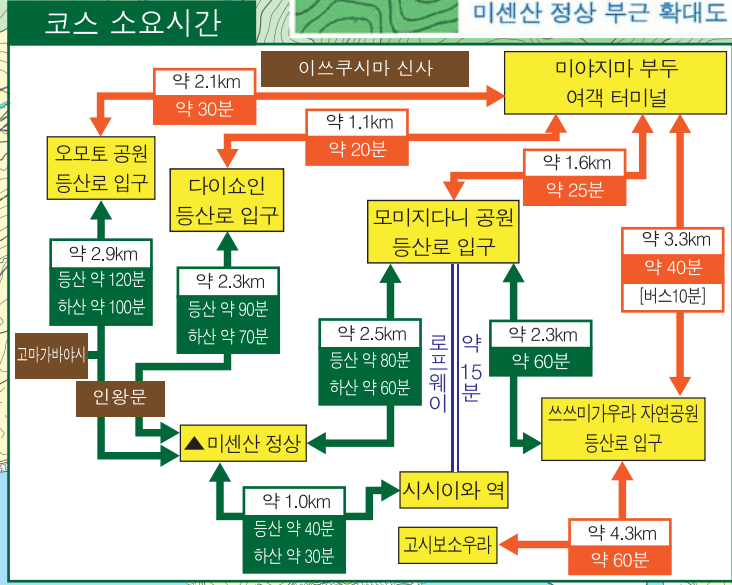 미센산 정상 부근 확대도
코스 소요시간
이쓰쿠시마 신사
미야지마 부두
여객 터미널
약 2.1km
약 30분
약 1.1km
약 20분
약 1.6km
약 25분
오모토 공원
등산로 입구
다이쇼인
등산로 입구
모미지다니 공원
등산로 입구
약 3.3km
약 40분
[버스10분]
약 2.9km
등산 약 120분
하산 약 100분
약 2.3km
등산 약 90분
하산 약 70분
약 2.5km
등산 약 80분
하산 약 60분
로프웨이
약 15분
약 2.3km
약 60분
고마가바야시
인왕문
▲미센산 정상
쓰쓰미가우라 자연공원
등산로 입구
시시이와 역
약 1.0km
등산 약 40분
하산 약 30분
고시보소우라
약 4.3km
약 60분